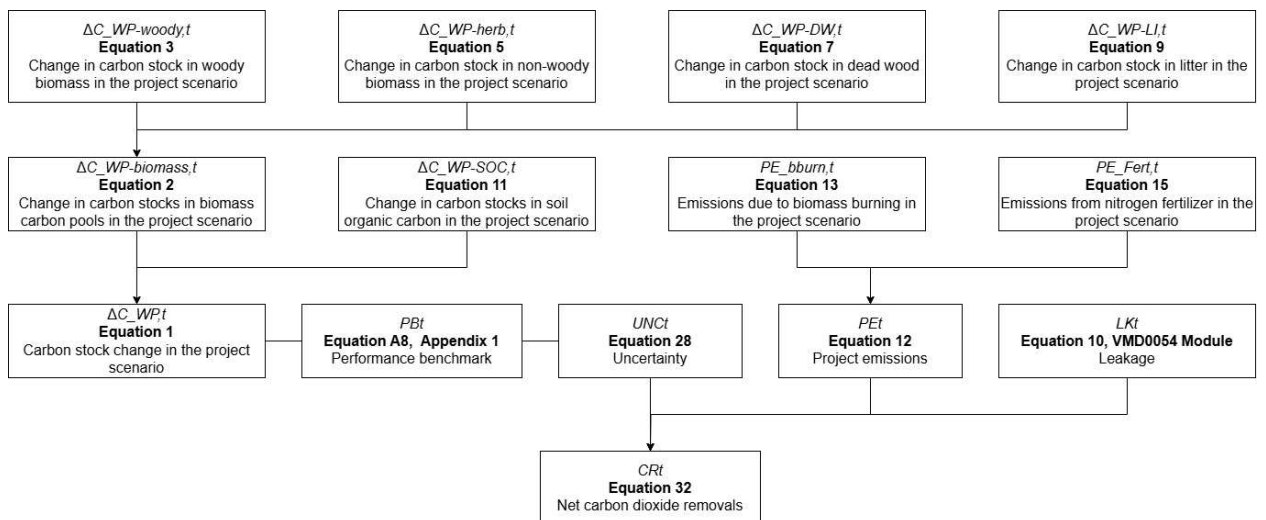 ΔC_WP-woody,t
Equation 3
Change in carbon stock in woody
biomass in the project scenario
ΔC_WP-herb,t
Equation 5
Change in carbon stock in non-woody
biomass in the project scenario
ΔC_WP-DW,t
Equation 7
Change in carbon stock in dead wood
in the project scenario
ΔC_WP-LI,t
Equation 9
Change in carbon stock in litter in the
project scenario
ΔC_WP-biomass,t
Equation 2
Change in carbon stocks in biomass
carbon pools in the project scenario
ΔC_WP-SOC,t
Equation 11
Change in carbon stocks in soil
organic carbon in the project scenario
PE_bburn,t
Equation 13
Emissions due to biomass burning in
the project scenario
PE_Fert,t
Equation 15
Emissions from nitrogen fertilizer in the
project scenario
ΔC_WP,t
Equation 1
Carbon stock change in the project
scenario
PBt
Equation A8, Appendix 1
Performance benchmark
UNCt
Equation 28
Uncertainty
PEt
Equation 12
Project emissions
LKt
Equation 10, VMD0054 Module
Leakage
CRt
Equation 32
Net carbon dioxide removals